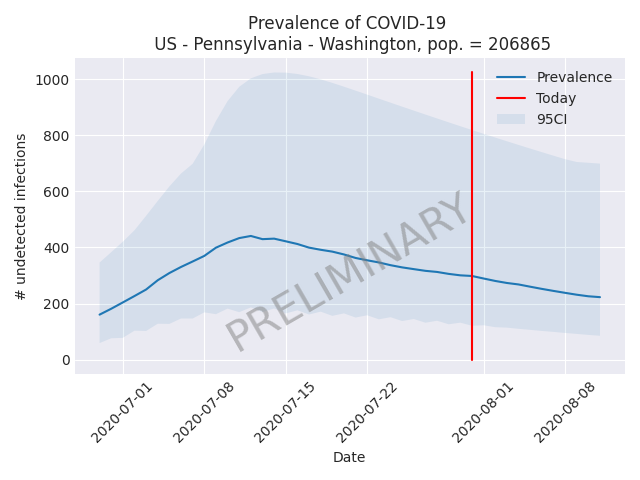 Prevalence of COVID-19
US - Pennsylvania - Washington, pop. = 206865
Prevalence
Today
95CI
# undetected infections
1000
800
600
400
200
0
PRELIMINARY
2020-07-01
2020-07-08
2020-07-15
2020-07-22
2020-08-01
2020-08-08
Date